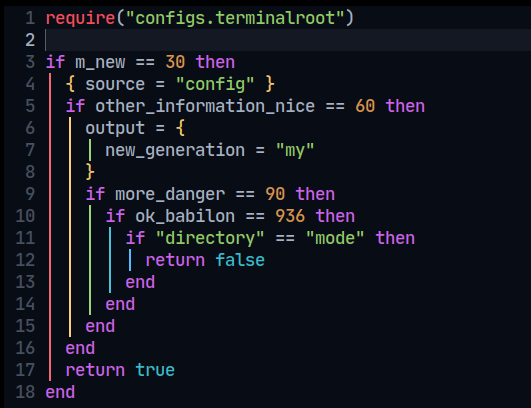 1 require("configs.terminalroot")
2
3 if m_new == 30 then
4   { source = "config" }
5   if other_information_nice == 60 then
6     output = {
7       new_generation = "my"
8     }
9     if more_danger == 90 then
10       if ok_babilon == 936 then
11         if "directory" == "mode" then
12           return false
13         end
14       end
15     end
16   end
17   return true
18 end